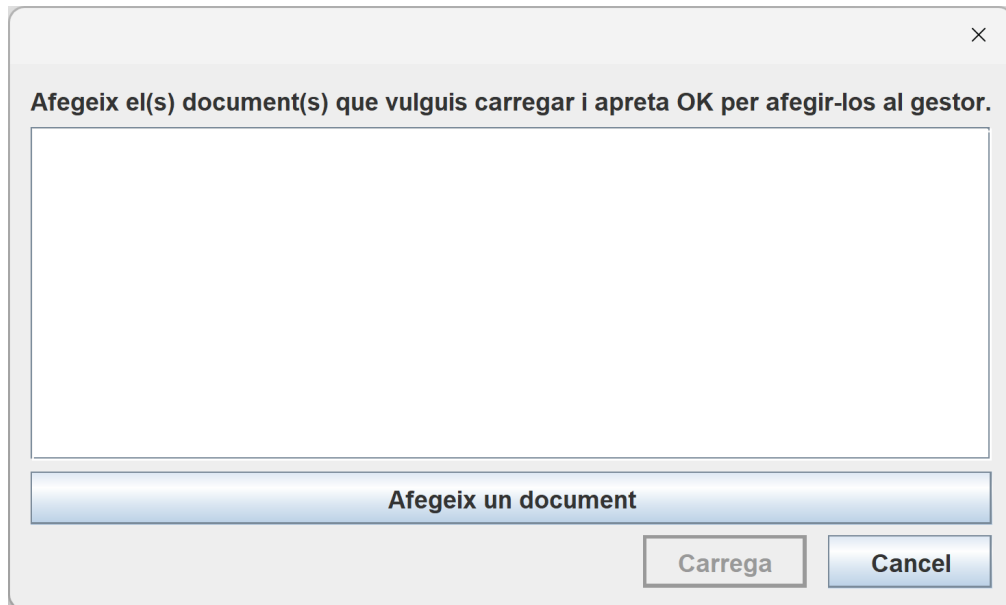 Afegeix el(s) document(s) que vulguis carregar i apreta OK per afegir-los al gestor.
Afegeix un document
Carrega
Cancel